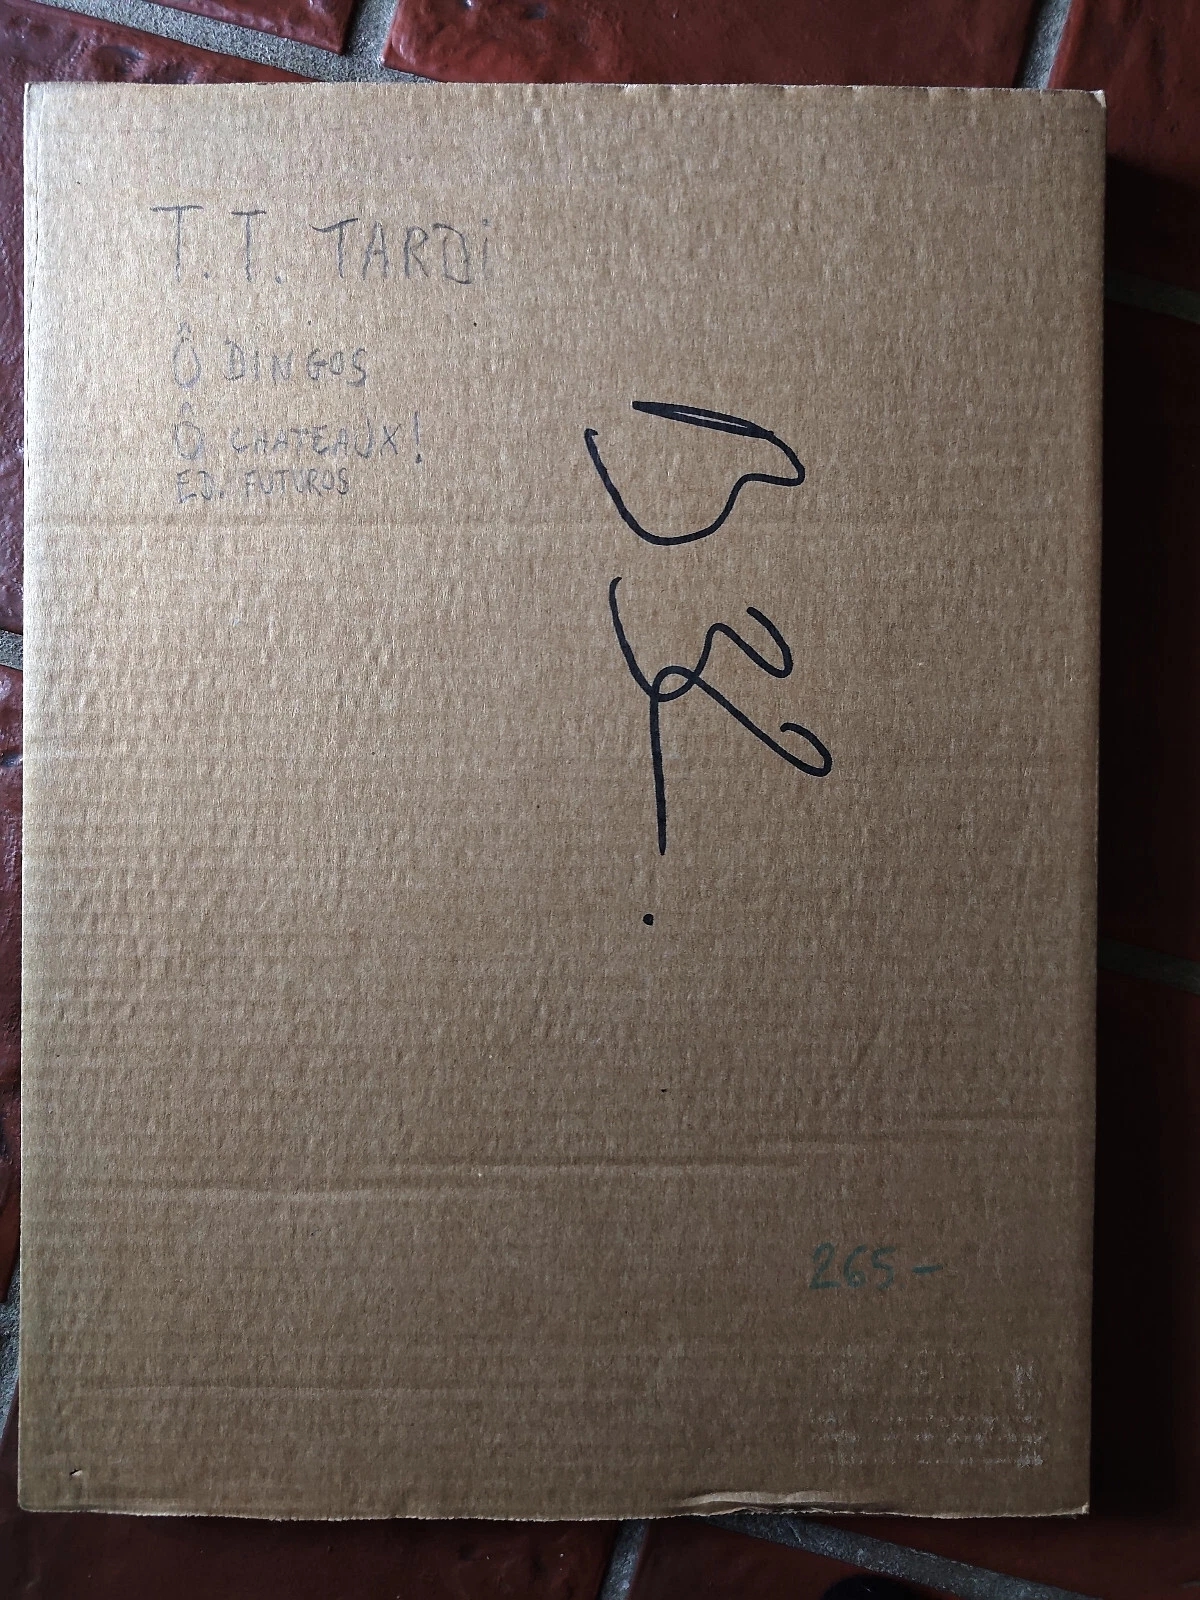 T.T. TARDi
Ô DINGOS
Ô CHATEAUX!
ED. FUTUROS
265-